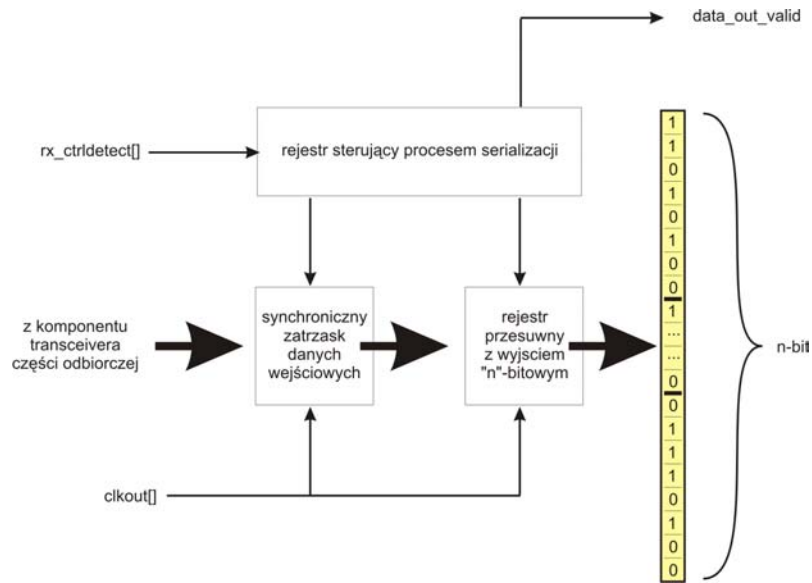 data_out_valid
rx_ctrldetect[]
rejestr sterujący procesem serializacji
z komponentu
transceivera
części odbiorczej
synchroniczny
zatrzask
danych
wejściowych
rejestr
przesuwny
z wyjsciem
"n"-bitowym
1
1
0
1
0
1
0
0
1
...
...
0
0
1
1
1
0
1
0
0
n-bit
clkout[]